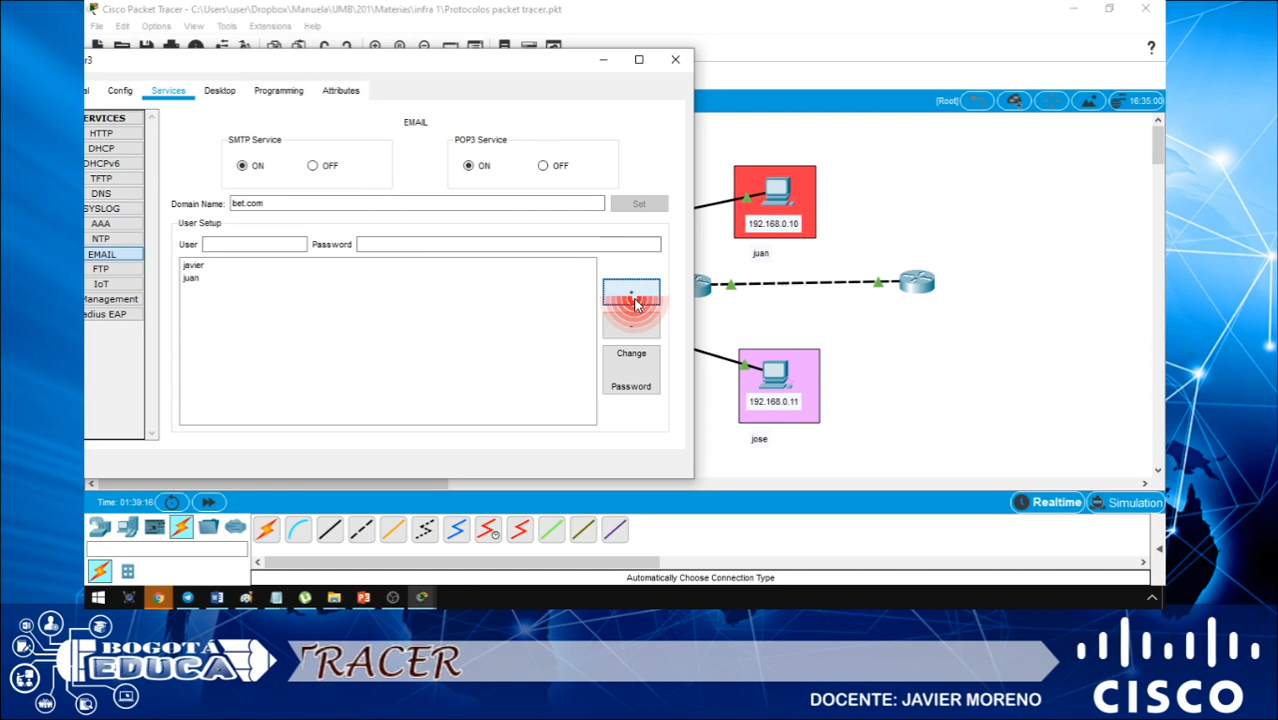 Cisco Packet Tracer - C:\Users\user\Dropbox\Manuela\UMB\201\Materias\infra 1\Protocolos packet tracer.pkt
File Edit Options View Tools Extensions Help
?
r3
al Config Services Desktop Programming Attributes
[Root] 16:35:00
ERVICES
HTTP
DHCP
DHCPv6
TFTP
DNS
SYSLOG
AAA
NTP
EMAIL
FTP
IoT
Management
adius EAP
EMAIL
SMTP Service
ON OFF
POP3 Service
ON OFF
Domain Name: bet.com Set
User Setup
User Password
javier
juan
+
-
Change
Password
192.168.0.10
juan
192.168.0.11
jose
Time: 01:39:16
Realtime Simulation
Automatically Choose Connection Type
BOGOTÁ
EDUCA
TRACER
DOCENTE: JAVIER MORENO
CISCO